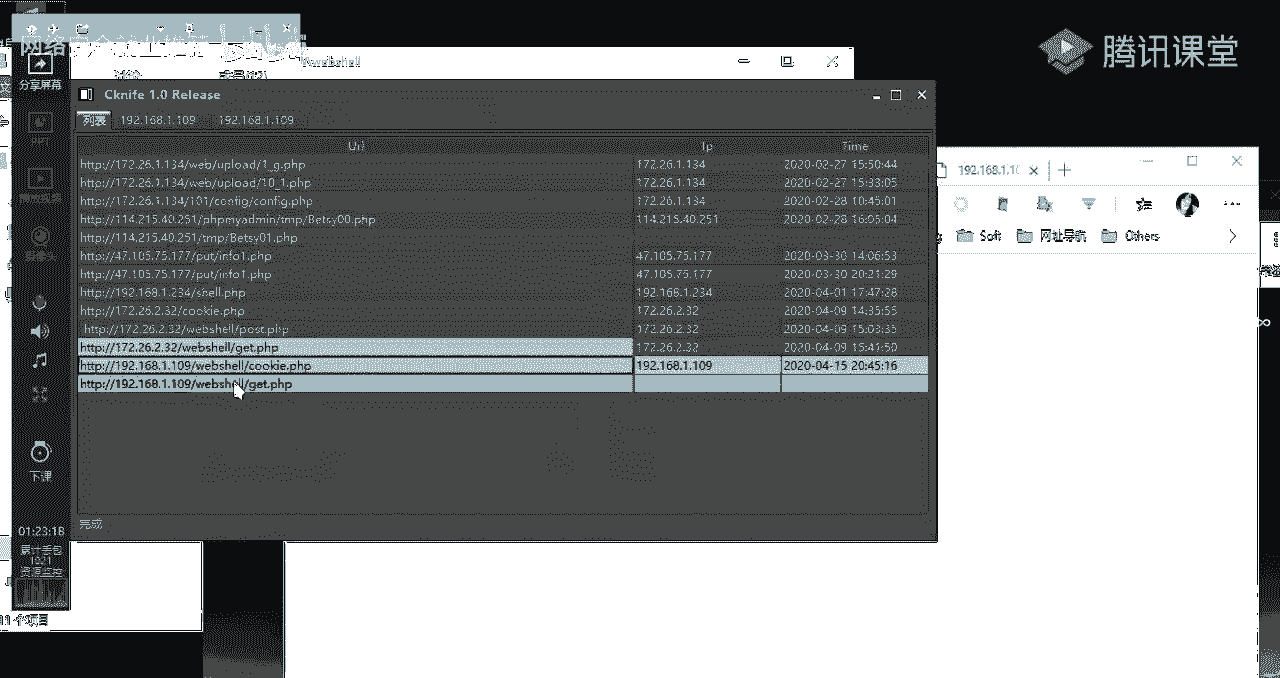 腾讯课堂
webshell
分享屏幕
Cknife 1.0 Release
列表 192.168.1.109 192.168.1.109
Url Ip Time
http://172.26.1.134/web/upload/1_g.php 172.26.1.134 2020-02-27 15:50:44
http://172.26.1.134/web/upload/10_1.php 172.26.1.134 2020-02-27 15:33:05
http://172.26.1.134/101/config/config.php 172.26.1.134 2020-02-28 10:45:01
http://114.215.40.251/phpmyadmin/tmp/Betsy00.php 114.215.40.251 2020-02-28 16:05:04
http://114.215.40.251/tmp/Betsy01.php
http://47.105.75.177/put/info1.php 47.105.75.177 2020-03-30 14:06:53
http://47.105.75.177/put/info1.php 47.105.75.177 2020-03-30 20:21:29
http://192.168.1.234/shell.php 192.168.1.234 2020-04-01 17:47:28
http://172.26.2.32/cookie.php 172.26.2.32 2020-04-09 14:35:55
http://172.26.2.32/webshell/post.php 172.26.2.32 2020-04-09 15:03:35
http://172.26.2.32/webshell/get.php 172.26.2.32 2020-04-09 15:41:50
http://192.168.1.109/webshell/cookie.php 192.168.1.109 2020-04-15 20:45:16
http://192.168.1.109/webshell/get.php
完成
192.168.1.10
Soft 网址导航 Others
下课
01:23:18
累计丢包
1021
资源监控